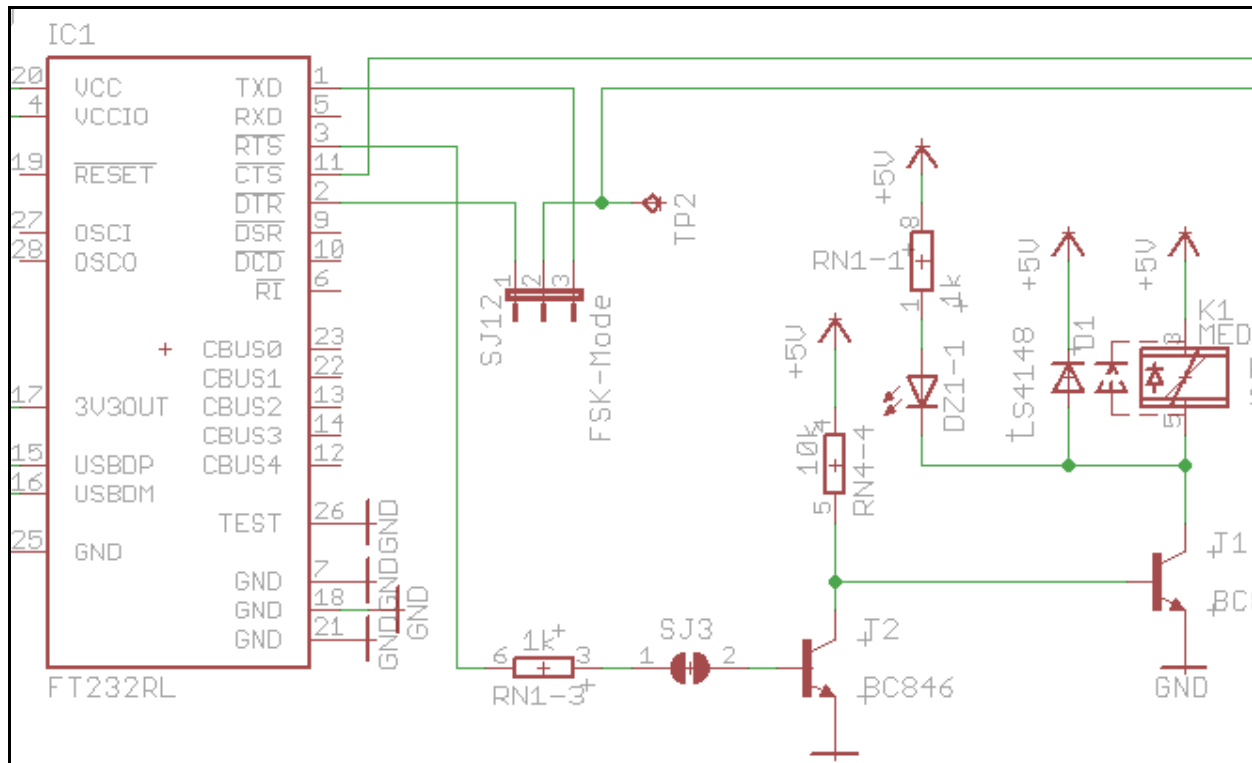 IC1
20 VCC TXD 1
4 VCCIO RXD 5
RTS 3
19 RESET CTS 11
DTR 2
27 OSCI DSR 9
28 OSCO DCD 10
RI 6
CBUS0 23
CBUS1 22
17 3V3OUT CBUS2 13
CBUS3 14
15 USBDP CBUS4 12
16 USBDM
TEST 26 GND
25 GND
GND 7 GND
GND 18 GND
GND 21 GND
FT232RL
TP2
1 2 3
SJ12
FSK-Mode
+5V
8
RN1-1
1k
1
DZ1-1
+5V
4
10k
RN4-4
5
+5V
D1
LS4148
+5V
K1
MED
3
5
J1
BC
GND
6 1k 3
RN1-3
SJ3
1 2
J2
BC846